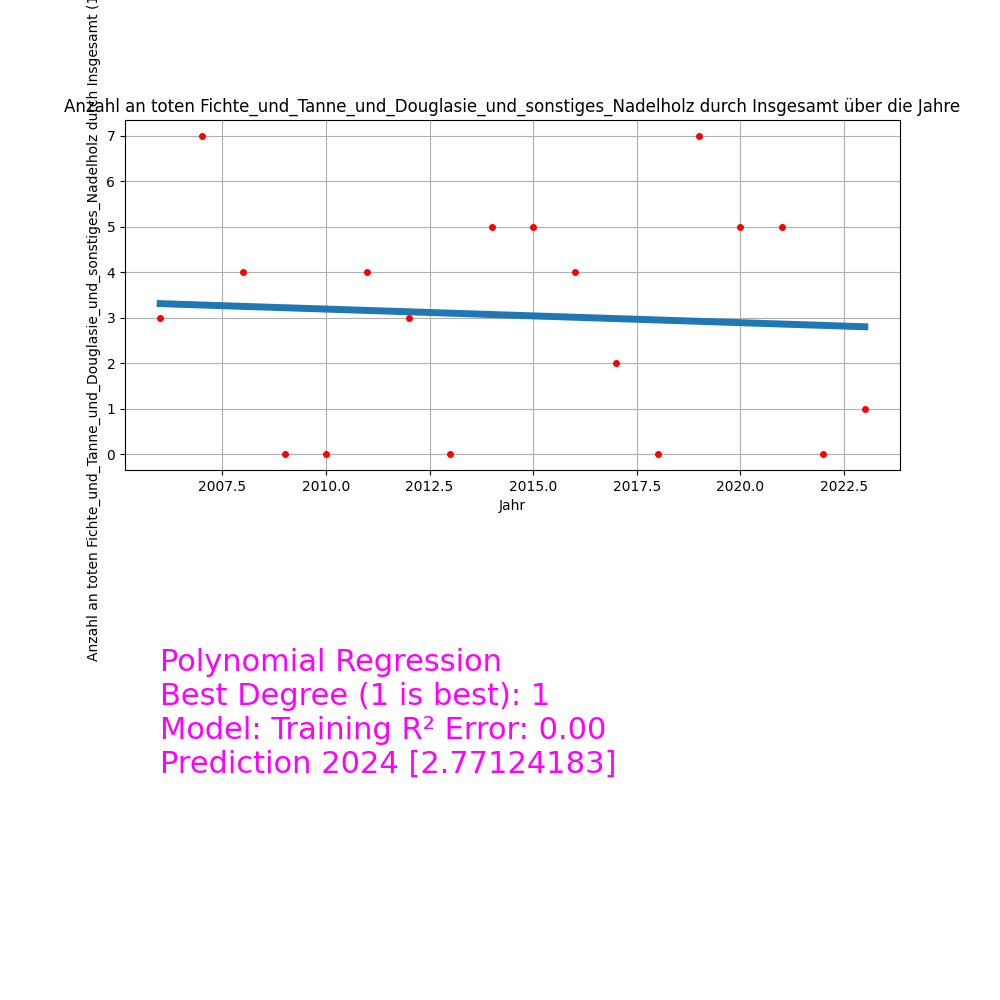 Anzahl an toten Fichte_und_Tanne_und_Douglasie_und_sonstiges_Nadelholz durch Insgesamt über die Jahre
Anzahl an toten Fichte_und_Tanne_und_Douglasie_und_sonstiges_Nadelholz durch Insgesamt (1
7
6
5
4
3
2
1
0
2007.5 2010.0 2012.5 2015.0 2017.5 2020.0 2022.5
Jahr
Polynomial Regression
Best Degree (1 is best): 1
Model: Training R² Error: 0.00
Prediction 2024 [2.77124183]